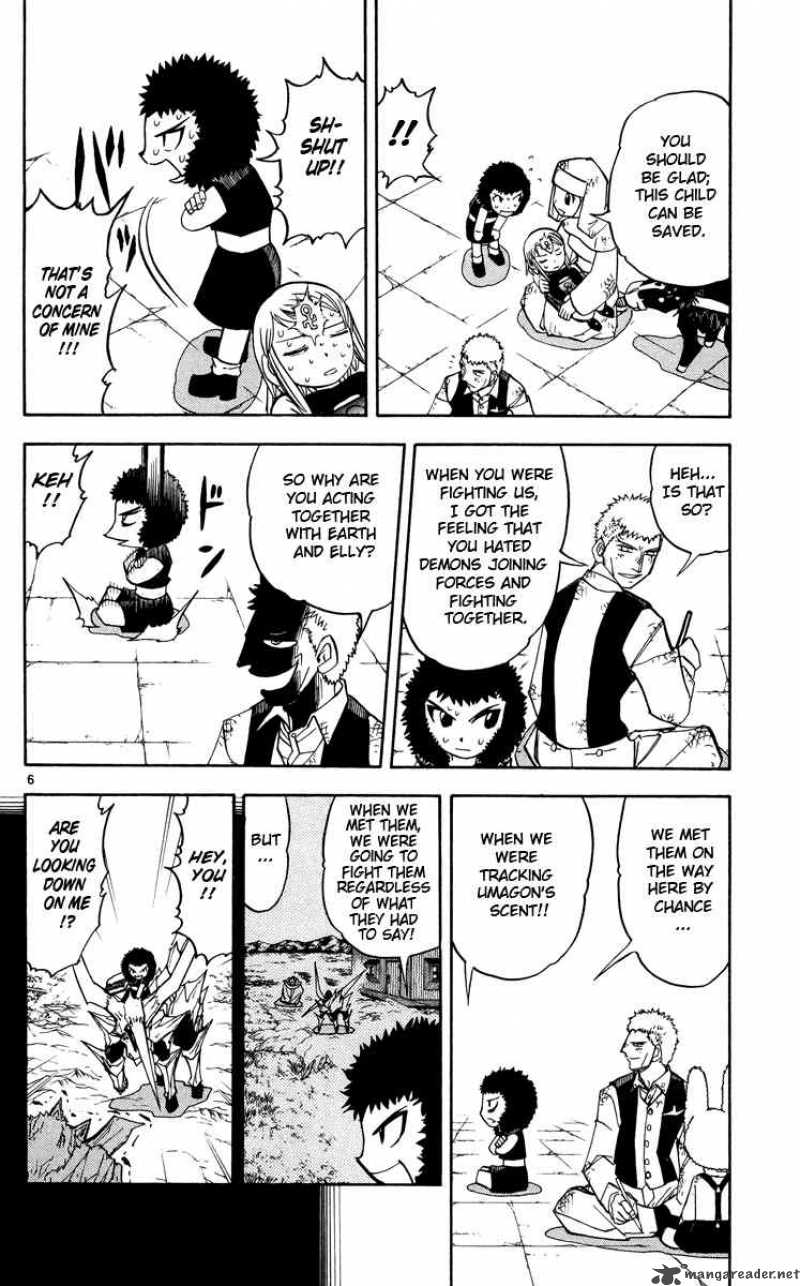 YOU
SHOULD
BE GLAD;
THIS CHILD
CAN BE
SAVED.
!!
SH-
SHUT
UP!!
THAT'S
NOT A
CONCERN
OF MINE
!!!
HEH...
IS THAT
SO?
WHEN YOU WERE
FIGHTING US,
I GOT THE
FEELING THAT
YOU HATED
DEMONS JOINING
FORCES AND
FIGHTING
TOGETHER.
SO WHY ARE
YOU ACTING
TOGETHER
WITH EARTH
AND ELLY?
ドン
KEH
!!
6
WE MET
THEM ON
THE WAY
HERE BY
CHANCE
...
WHEN WE
WERE
TRACKING
UMAGON'S
SCENT!!
WHEN WE
MET THEM,
WE WERE
GOING TO
FIGHT THEM
REGARDLESS
OF WHAT
THEY HAD
TO SAY!
BUT
...
HEY,
YOU
!!
ARE
YOU
LOOKING
DOWN
ON ME
!?
mangareader.net